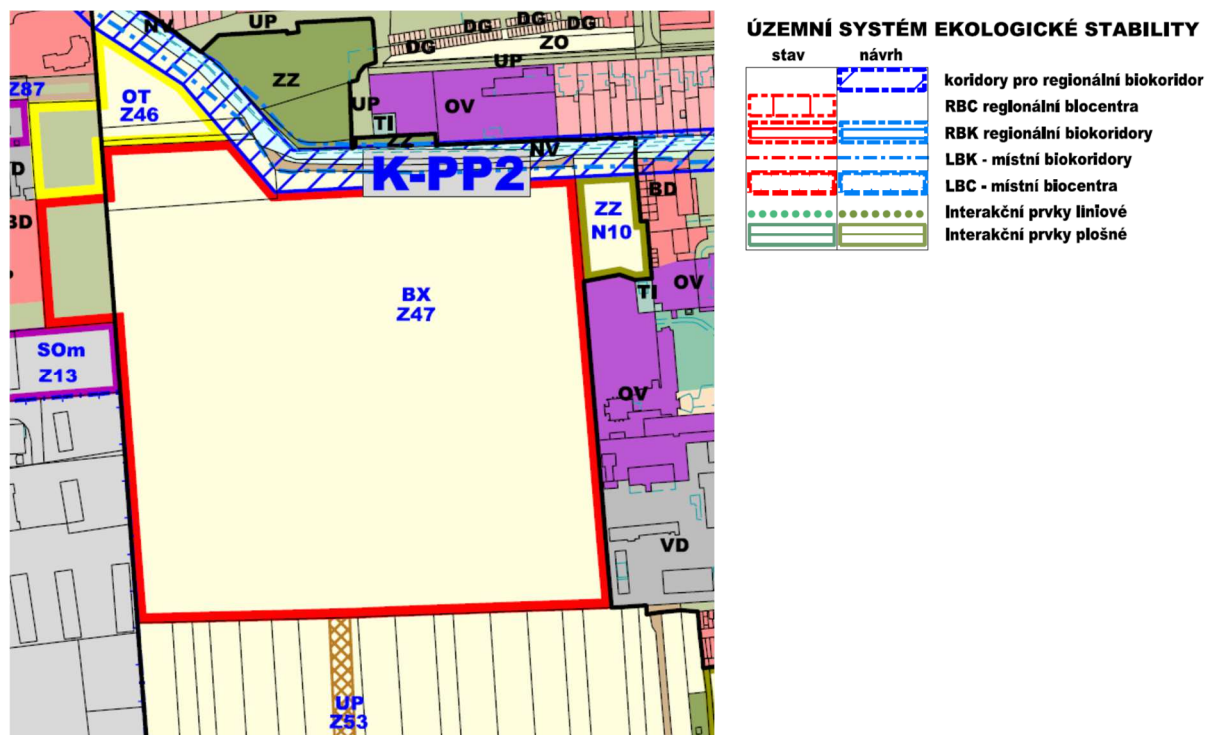 NV
UP
DG
DG
DG
DG
ZO
UP
Z87
OT
Z46
ZZ
UP
OV
TI
ZZ
NV
K-PP2
D
BD
ZZ
N10
BD
BX
Z47
TI
OV
SOm
Z13
OV
VD
UP
Z53
ÚZEMNÍ SYSTÉM EKOLOGICKÉ STABILITY
stav návrh
koridory pro regionální biokoridor
RBC regionální biocentra
RBK regionální biokoridory
LBK - místní biokoridory
LBC - místní biocentra
Interakční prvky liniové
Interakční prvky plošné